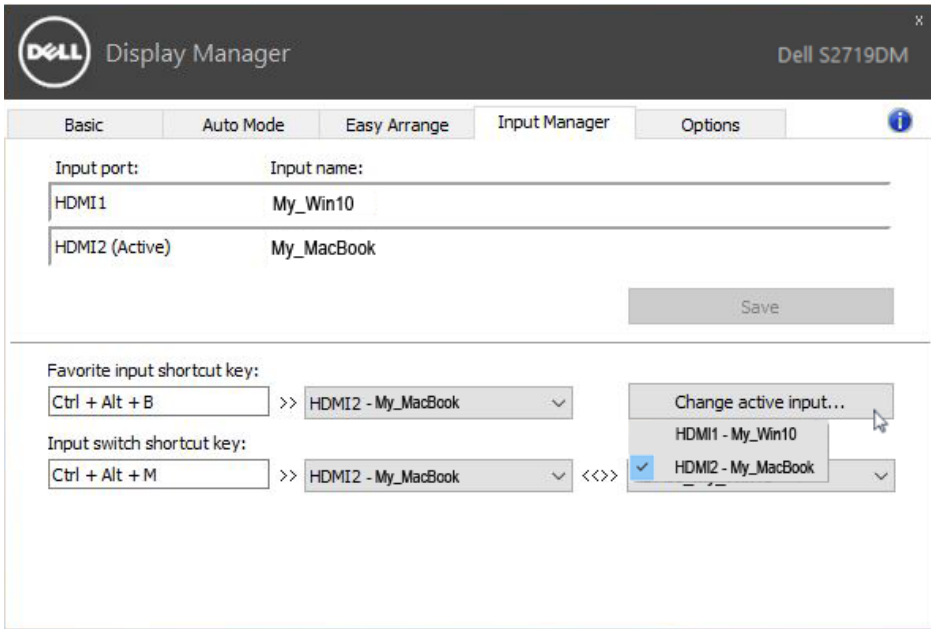 DELL Display Manager
x
Dell S2719DM
Basic Auto Mode Easy Arrange Input Manager Options i
Input port: Input name:
HDMI1 My_Win10
HDMI2 (Active) My_MacBook
Save
Favorite input shortcut key:
Ctrl + Alt + B >> HDMI2 - My_MacBook Change active input...
HDMI1 - My_Win10
Input switch shortcut key:
HDMI2 - My_MacBook
Ctrl + Alt + M >> HDMI2 - My_MacBook <<>>